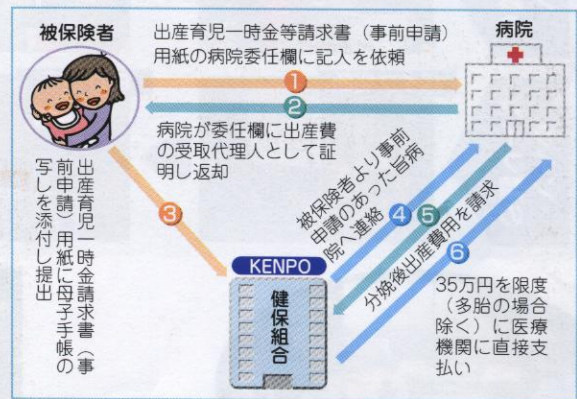 被保険者
出産育児一時金等請求書（事前申請）
用紙の病院委任欄に記入を依頼
病院
1
2
病院が委任欄に出産費
の受取代理人として証
明し返却
出産育児一時金請求書（事
前申請）用紙に母子手帳の
写しを添付し提出
3
被保険者より事前
申請のあった旨病
院へ連絡
4
5
分娩後出産費用を請求
6
KENPO
健保組合
35万円を限度
（多胎の場合
除く）に医療
機関に直接支
払い